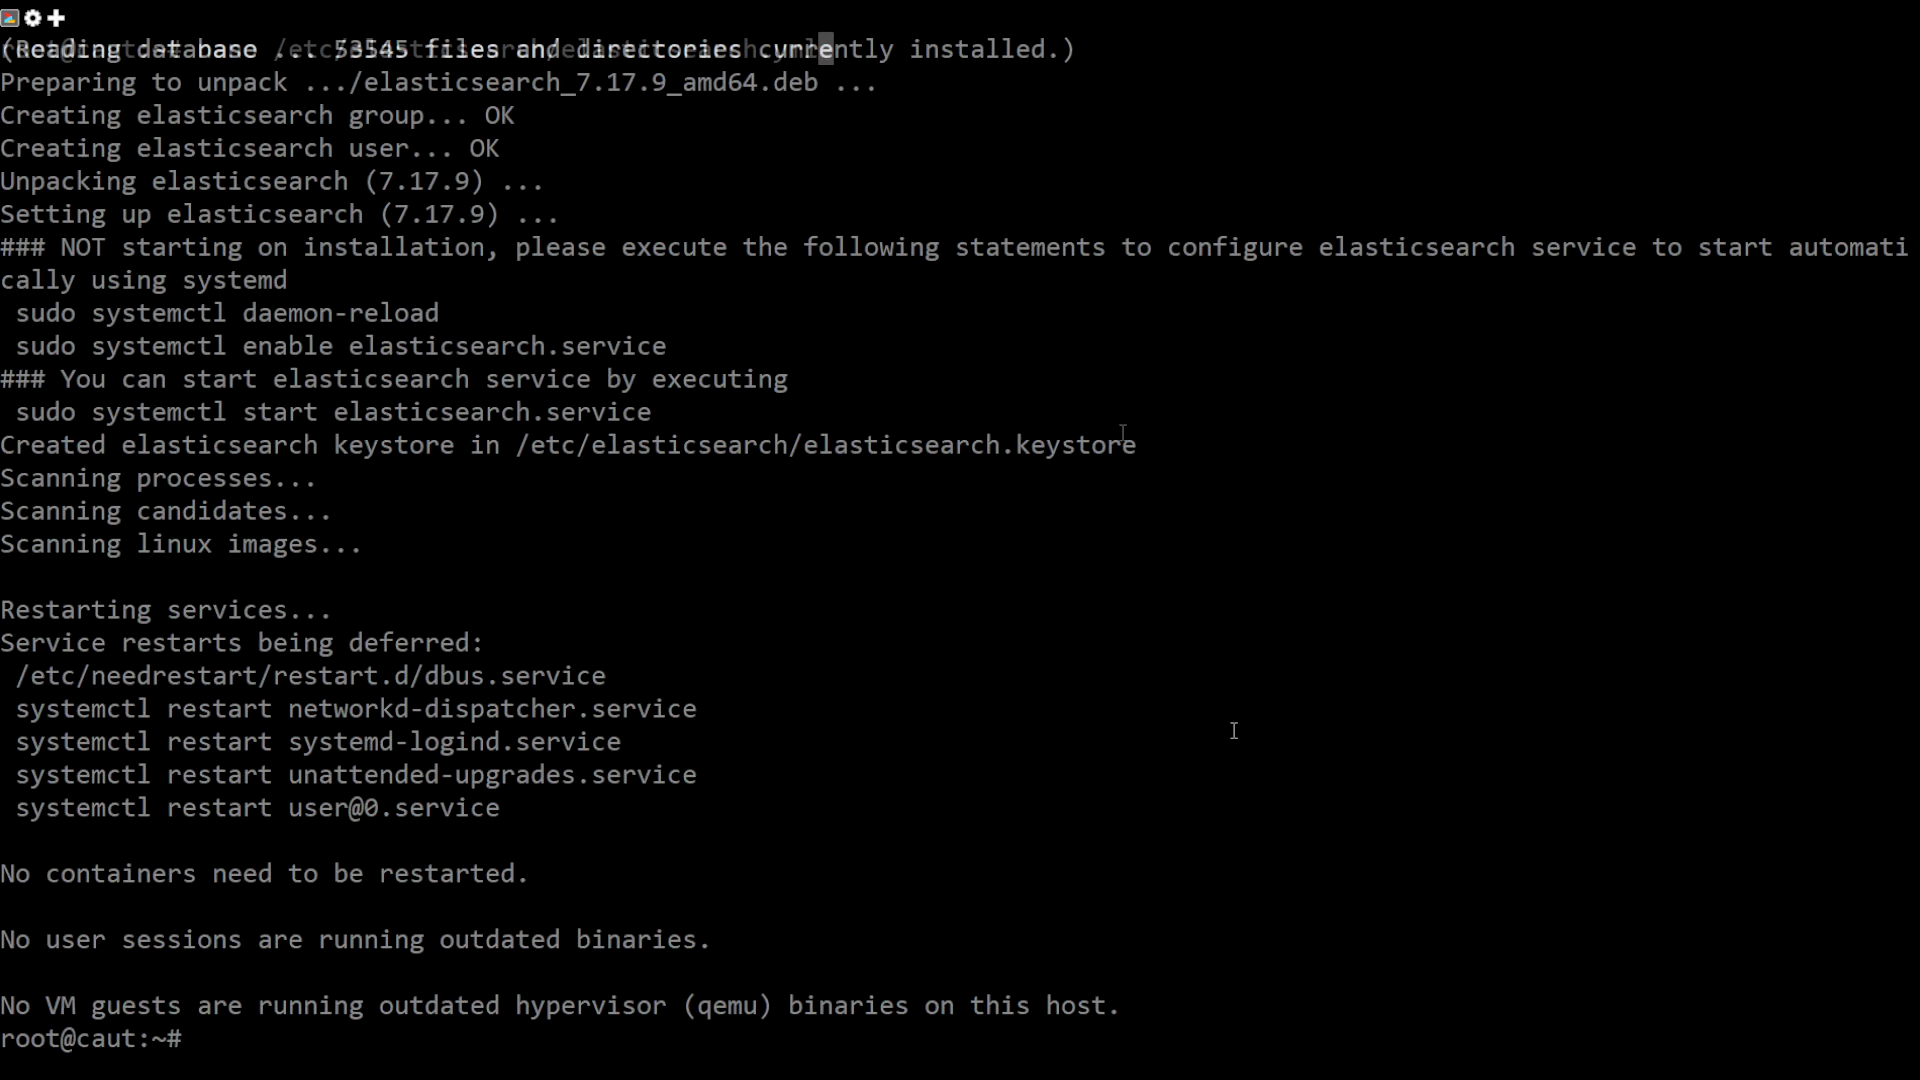 (Reading database ... 53545 files and directories currently installed.)
Preparing to unpack .../elasticsearch_7.17.9_amd64.deb ...
Creating elasticsearch group... OK
Creating elasticsearch user... OK
Unpacking elasticsearch (7.17.9) ...
Setting up elasticsearch (7.17.9) ...
### NOT starting on installation, please execute the following statements to configure elasticsearch service to start automati
cally using systemd
 sudo systemctl daemon-reload
 sudo systemctl enable elasticsearch.service
### You can start elasticsearch service by executing
 sudo systemctl start elasticsearch.service
Created elasticsearch keystore in /etc/elasticsearch/elasticsearch.keystore
Scanning processes...
Scanning candidates...
Scanning linux images...
Restarting services...
Service restarts being deferred:
 /etc/needrestart/restart.d/dbus.service
 systemctl restart networkd-dispatcher.service
 systemctl restart systemd-logind.service
 systemctl restart unattended-upgrades.service
 systemctl restart user@0.service
No containers need to be restarted.
No user sessions are running outdated binaries.
No VM guests are running outdated hypervisor (qemu) binaries on this host.
root@caut:~#